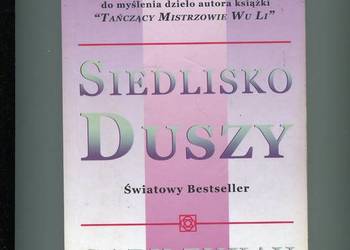 do myślenia dzieło autora książki
"TAŃCZĄCY MISTRZOWIE WU LI"
SIEDLISKO
DUSZY
Światowy Bestseller